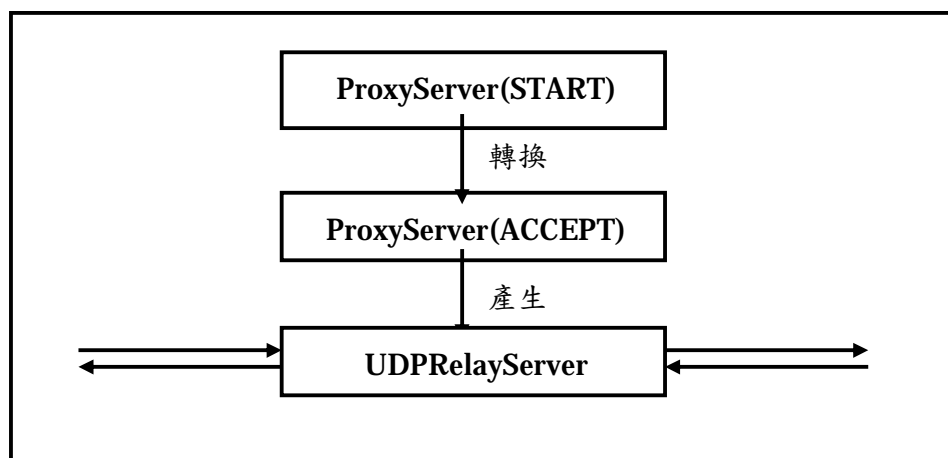 ProxyServer(START)
轉換
ProxyServer(ACCEPT)
產生
UDPRelayServer